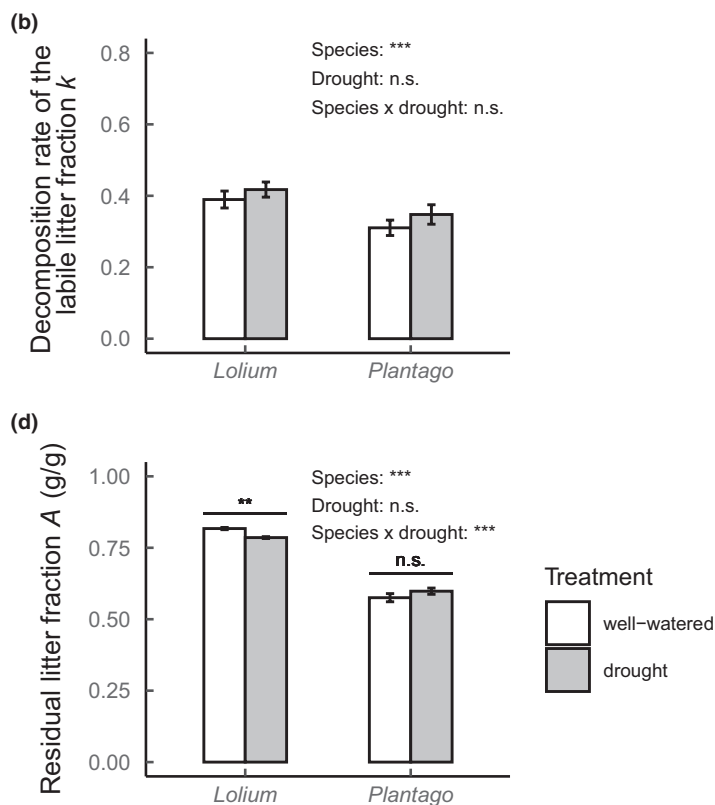 (b)
Decomposition rate of the
labile litter fraction k
0.8
0.6
0.4
0.2
0.0
Species: ***
Drought: n.s.
Species x drought: n.s.
Lolium
Plantago
(d)
Residual litter fraction A (g/g)
1.00
0.75
0.50
0.25
0.00
**
Species: ***
Drought: n.s.
Species x drought: ***
n.s.
Lolium
Plantago
Treatment
well−watered
drought